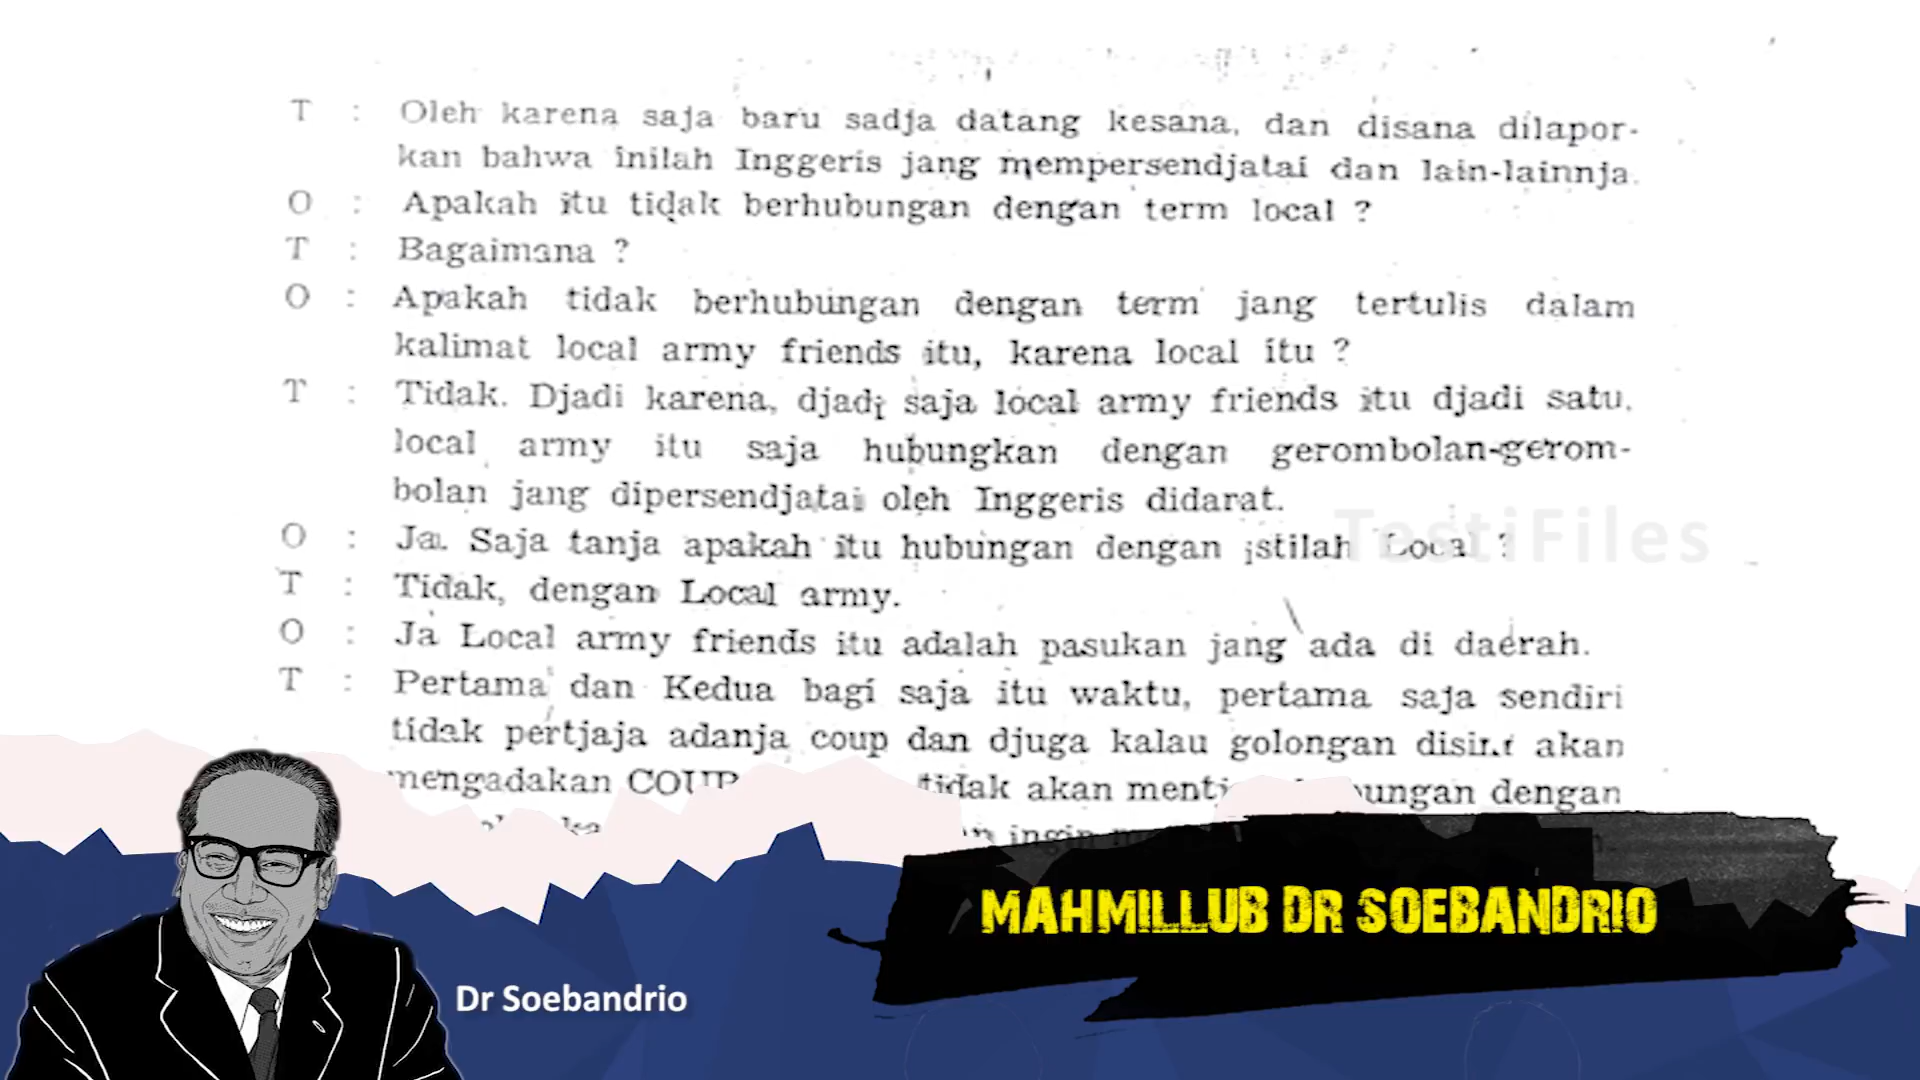 T : Oleh karena saja baru sadja datang kesana, dan disana dilapor-
kan bahwa inilah Inggeris jang mempersendjatai dan lain-lainnja.
O : Apakah itu tidak berhubungan dengan term local ?
T : Bagaimana ?
O : Apakah tidak berhubungan dengan term jang tertulis dalam
kalimat local army friends itu, karena local itu ?
T : Tidak. Djadi karena, djadi saja local army friends itu djadi satu,
local army itu saja hubungkan dengan gerombolan-gerom-
bolan jang dipersendjatai oleh Inggeris didarat.
O : Ja. Saja tanja apakah itu hubungan dengan istilah Local ?
T : Tidak, dengan Local army.
O : Ja Local army friends itu adalah pasukan jang ada di daerah.
T : Pertama dan Kedua bagi saja itu waktu, pertama saja sendiri
tidak pertjaja adanja coup dan djuga kalau golongan disini akan
mengadakan COUP tidak akan dengan
ingin
TestiFiles
MAHMILLUB DR SOEBANDRIO
Dr Soebandrio